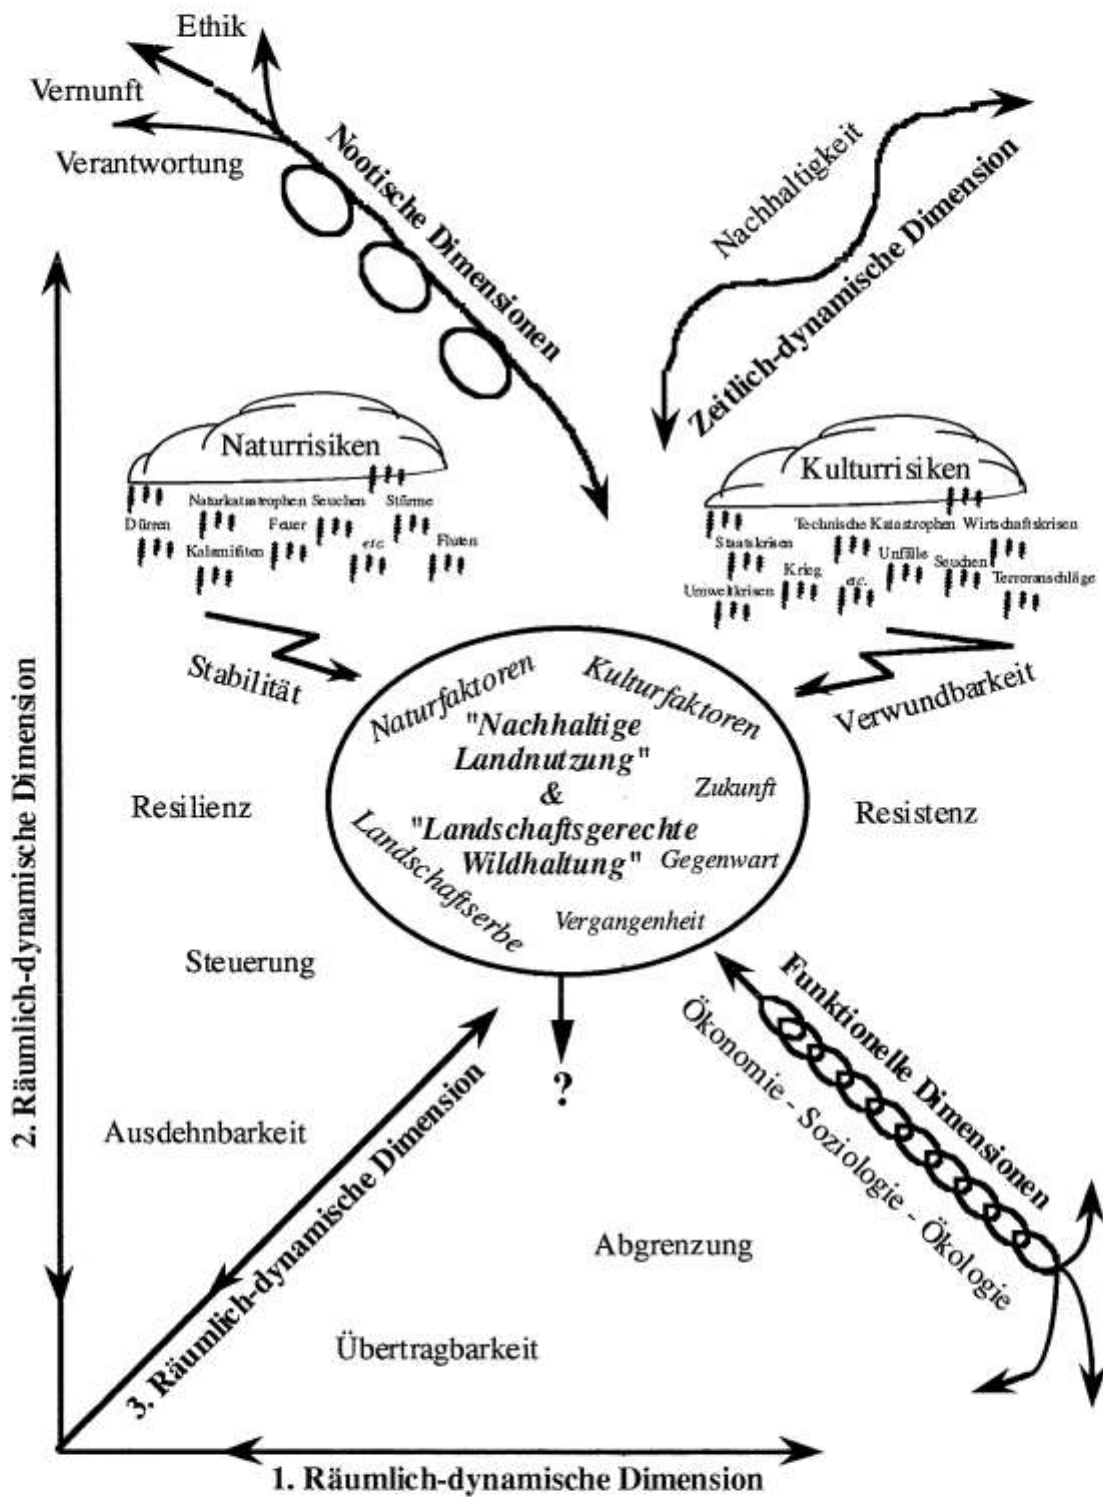 Ethik
Vernunft
Verantwortung
Nootische Dimensionen
Nachhaltigkeit
Zeitlich-dynamische Dimension
Naturrisiken
Naturkatastrophen Seuchen Stürme
Dürren
Feuer
Kalamitäten
etc.
Fluten
Kulturrisiken
Technische Katastrophen Wirtschaftskrisen
Staatskrisen
Unfälle
Krieg
etc.
Seuchen
Terroranschläge
Umweltkrisen
Stabilität
Verwundbarkeit
Naturfaktoren
Kulturfaktoren
"Nachhaltige
Landnutzung"
&
"Landschaftsgerechte
Wildhaltung"
Zukunft
Gegenwart
Vergangenheit
Landschaftserbe
Resilienz
Resistenz
Steuerung
?
Funktionelle Dimensionen
Ökonomie - Soziologie - Ökologie
Ausdehnbarkeit
Abgrenzung
Übertragbarkeit
2. Räumlich-dynamische Dimension
3. Räumlich-dynamische Dimension
1. Räumlich-dynamische Dimension